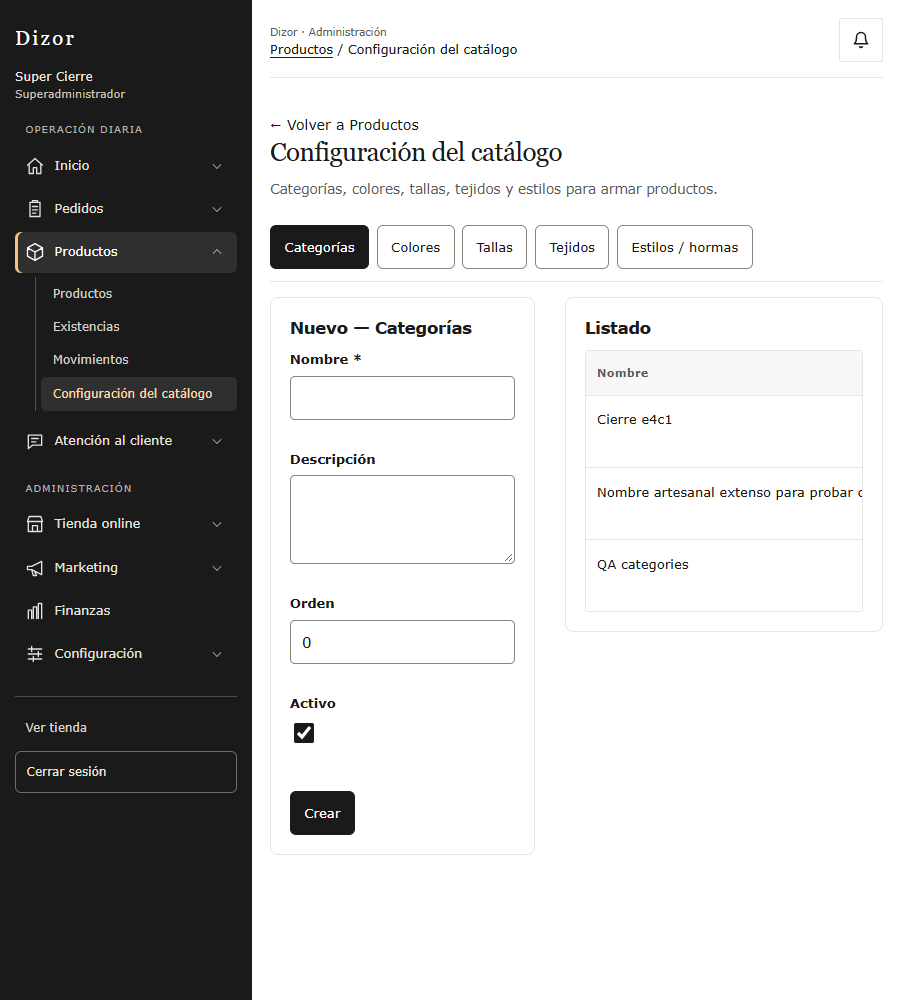 Dizor
Super Cierre
Superadministrador
OPERACIÓN DIARIA
Inicio
Pedidos
Productos
Productos
Existencias
Movimientos
Configuración del catálogo
Atención al cliente
ADMINISTRACIÓN
Tienda online
Marketing
Finanzas
Configuración
Ver tienda
Cerrar sesión
Dizor · Administración
Productos / Configuración del catálogo
← Volver a Productos
Configuración del catálogo
Categorías, colores, tallas, tejidos y estilos para armar productos.
Categorías Colores Tallas Tejidos Estilos / hormas
Nuevo — Categorías
Nombre *
Descripción
Orden
0
Activo
Crear
Listado
Nombre
Cierre e4c1
Nombre artesanal extenso para probar
QA categories